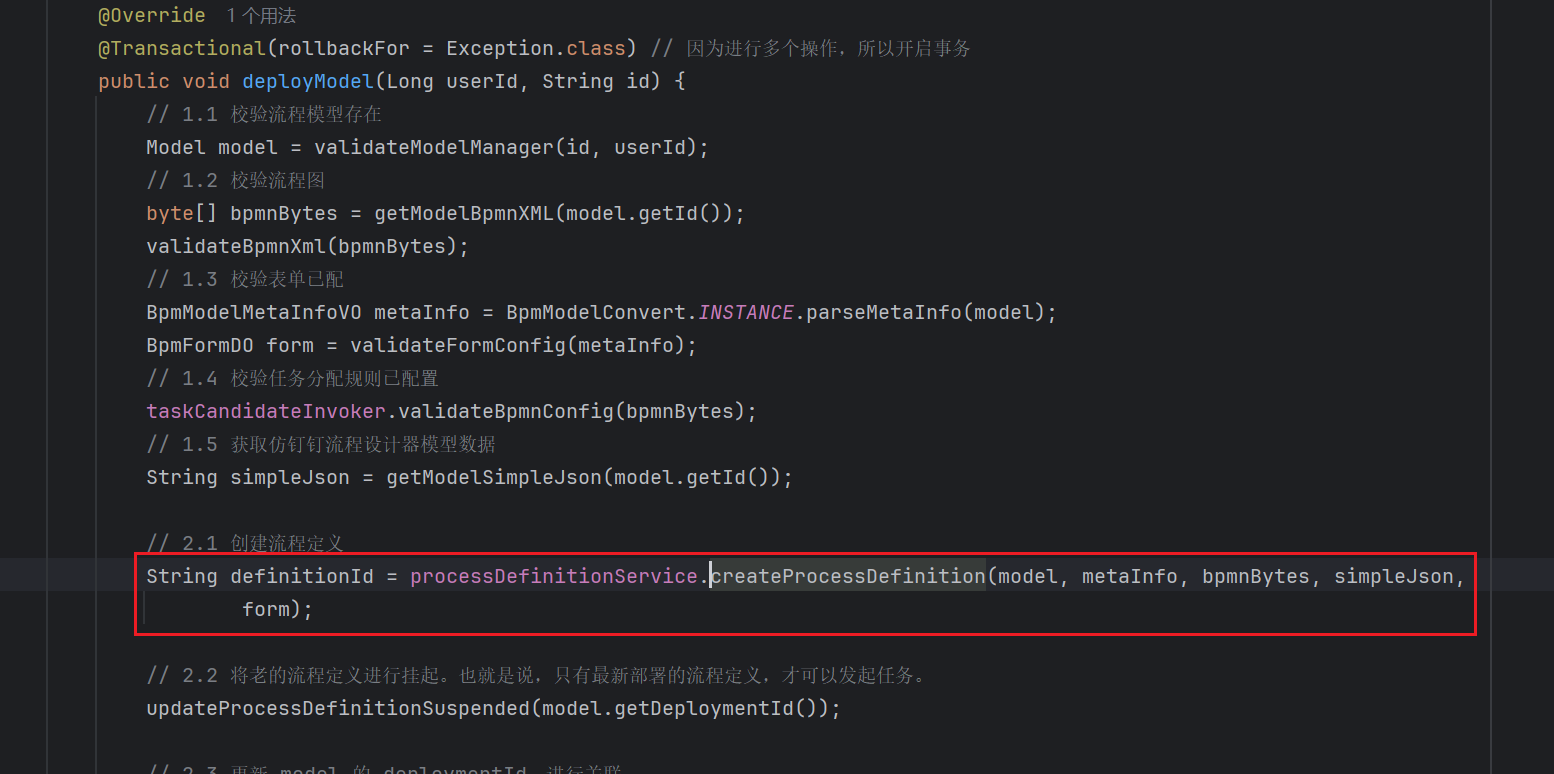 @Override 1 个用法
@Transactional(rollbackFor = Exception.class) // 因为进行多个操作，所以开启事务
public void deployModel(Long userId, String id) {
// 1.1 校验流程模型存在
Model model = validateModelManager(id, userId);
// 1.2 校验流程图
byte[] bpmnBytes = getModelBpmnXML(model.getId());
validateBpmnXml(bpmnBytes);
// 1.3 校验表单已配
BpmModelMetaInfoVO metaInfo = BpmModelConvert.INSTANCE.parseMetaInfo(model);
BpmFormDO form = validateFormConfig(metaInfo);
// 1.4 校验任务分配规则已配置
taskCandidateInvoker.validateBpmnConfig(bpmnBytes);
// 1.5 获取仿钉钉流程设计器模型数据
String simpleJson = getModelSimpleJson(model.getId());
// 2.1 创建流程定义
String definitionId = processDefinitionService.createProcessDefinition(model, metaInfo, bpmnBytes, simpleJson,
form);
// 2.2 将老的流程定义进行挂起。也就是说，只有最新部署的流程定义，才可以发起任务。
updateProcessDefinitionSuspended(model.getDeploymentId());
// 2.3 更新 model 的 deploymentId，进行关联